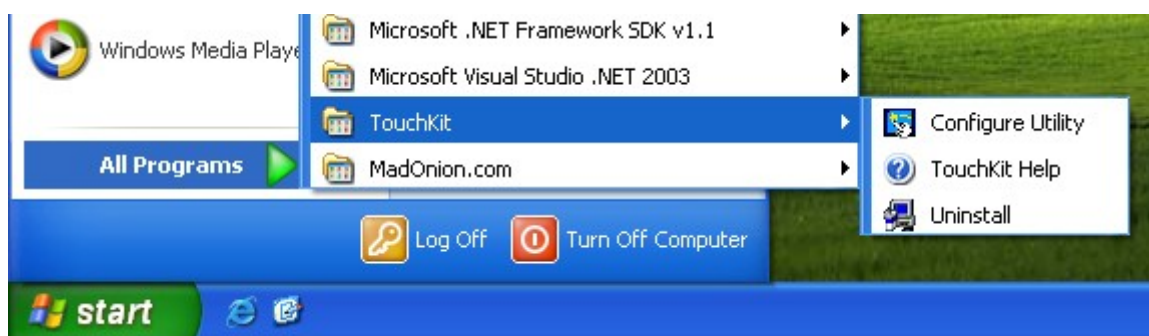 Windows Media Playe
Microsoft .NET Framework SDK v1.1
Microsoft Visual Studio .NET 2003
TouchKit
Configure Utility
All Programs
MadOnion.com
TouchKit Help
Uninstall
Log Off
Turn Off Computer
start